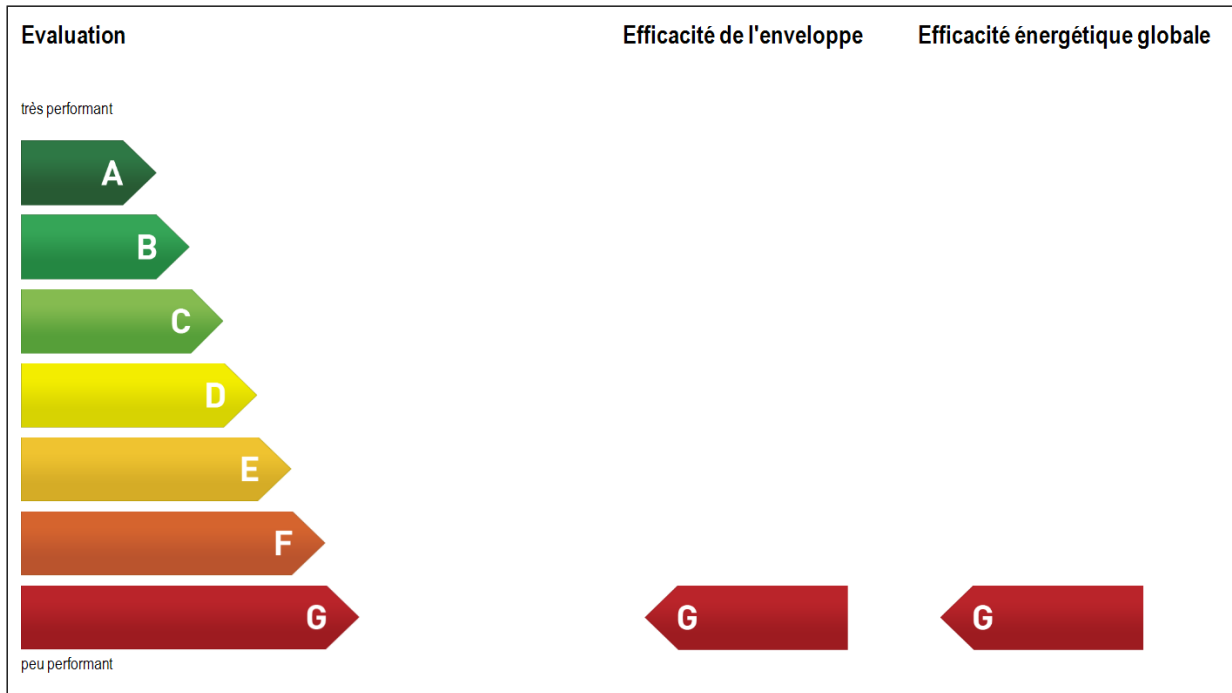 Evaluation
Efficacité de l'enveloppe
Efficacité énergétique globale
très performant
A
B
C
D
E
F
G
G
G
peu performant